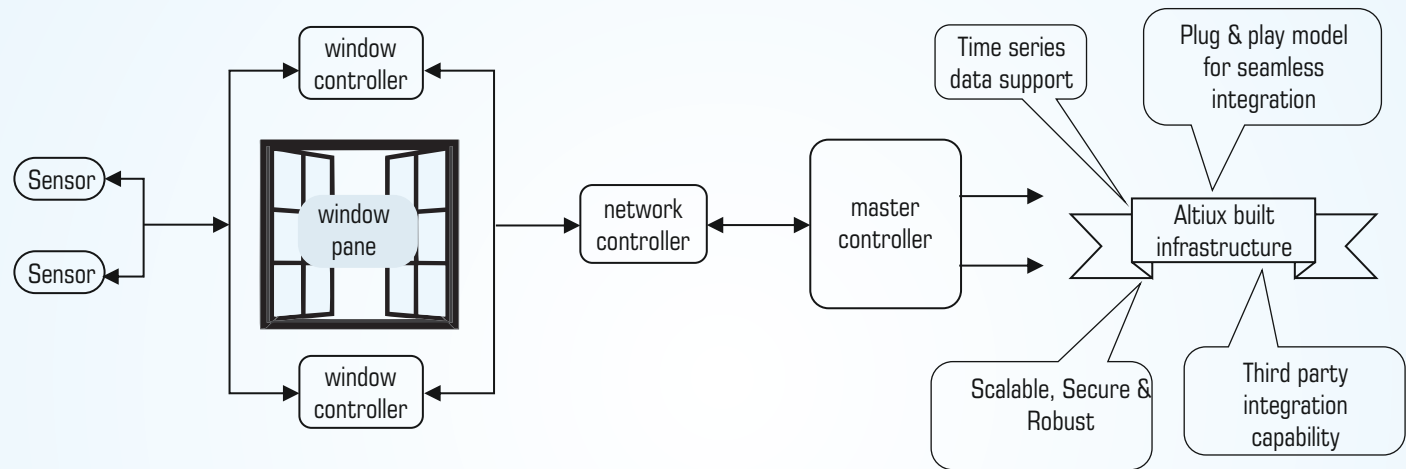 Sensor
Sensor
window
controller
window
pane
window
controller
network
controller
master
controller
Time series
data support
Plug & play model
for seamless
integration
Altiux built
infrastructure
Scalable, Secure &
Robust
Third party
integration
capability